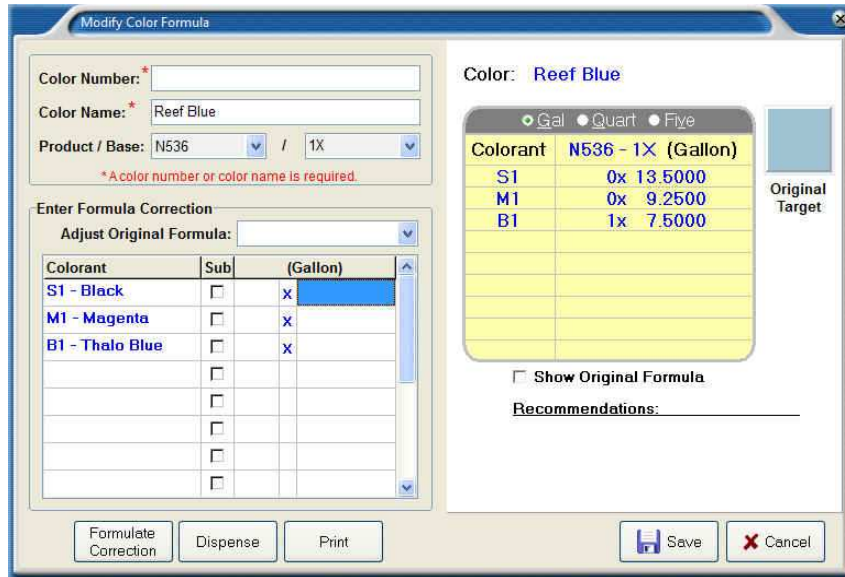 Modify Color Formula
Color Number:*
Color Name:* Reef Blue
Product / Base: N536 / 1X
* A color number or color name is required.
Enter Formula Correction
Adjust Original Formula:
Colorant Sub (Gallon)
S1 - Black x
M1 - Magenta x
B1 - Thalo Blue x
Formulate
Correction
Dispense
Print
Color: Reef Blue
Gal Quart Five
Colorant N536 - 1X (Gallon)
S1 0x 13.5000
M1 0x 9.2500
B1 1x 7.5000
Original
Target
Show Original Formula
Recommendations:
Save
Cancel